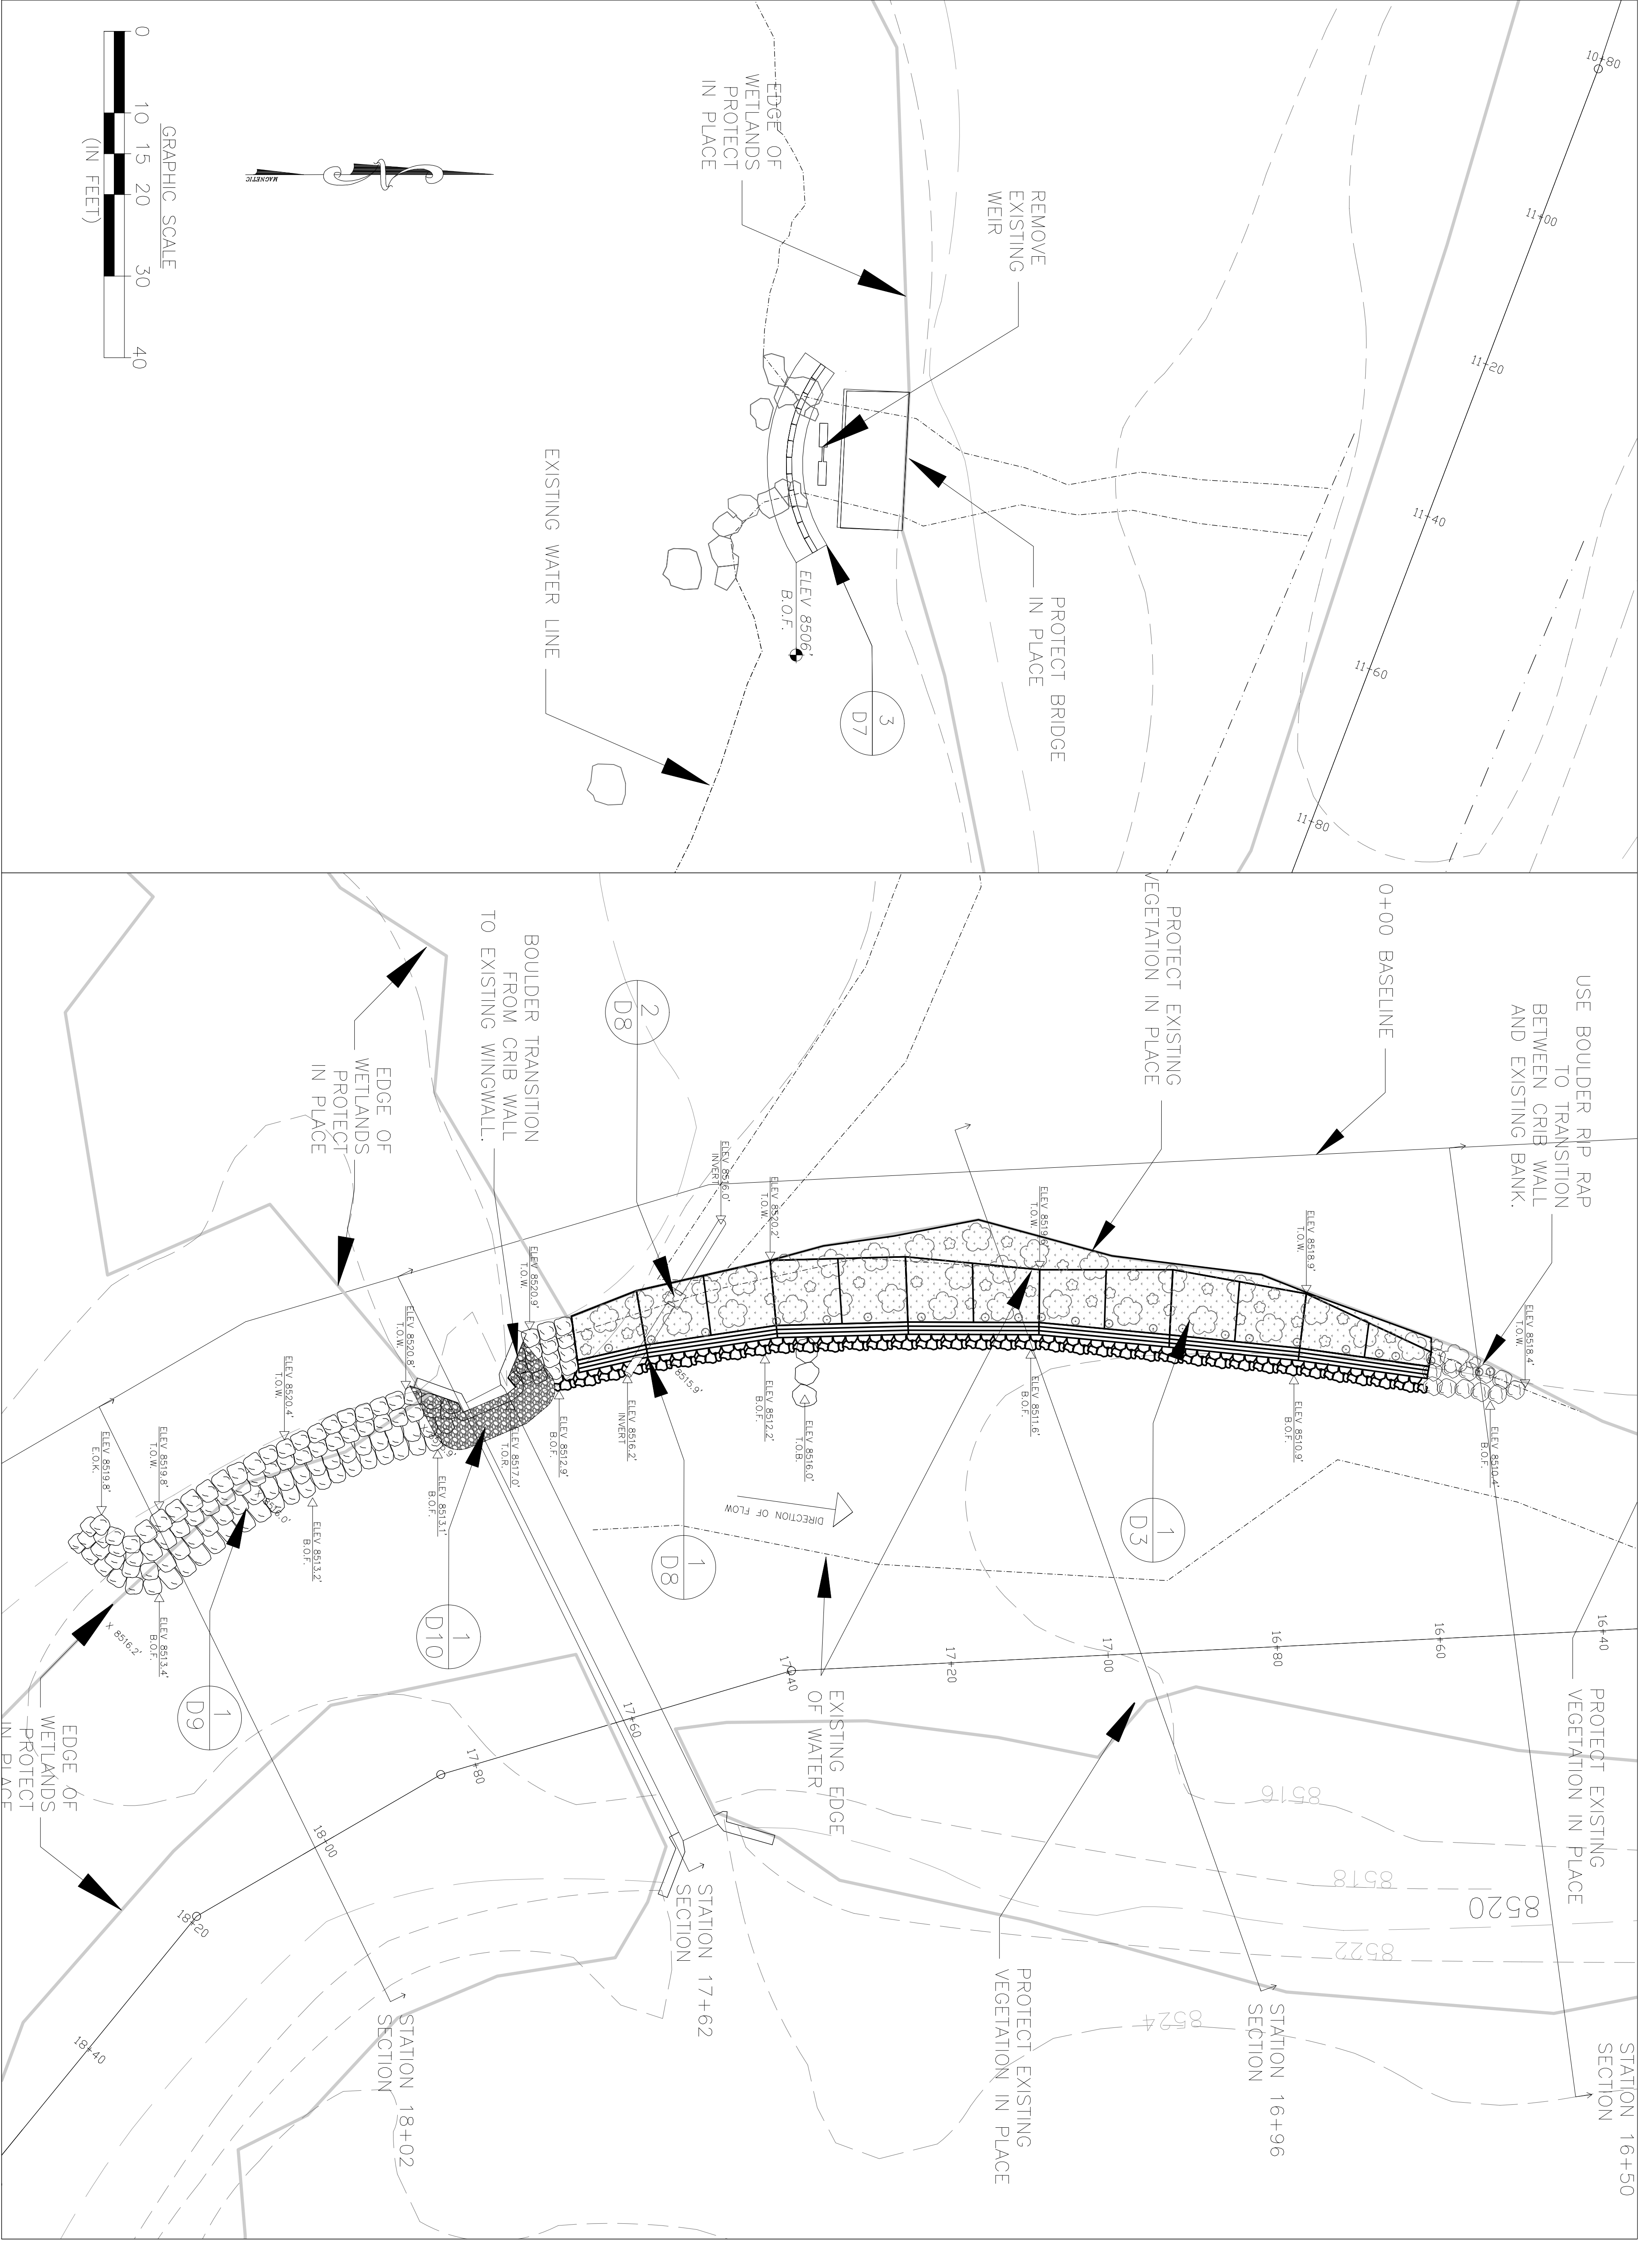 10+80
11+00
11+20
11+40
11+60
11+80
REMOVE
EXISTING
WEIR
PROTECT BRIDGE
IN PLACE
EDGE OF
WETLANDS
PROTECT
IN PLACE
3
D7
ELEV 8506'
B.O.F.
EXISTING WATER LINE
MAGNETIC
GRAPHIC SCALE
0
10
15
20
30
40
(IN FEET)
USE BOULDER RIP RAP
TO TRANSITION
BETWEEN CRIB WALL
AND EXISTING BANK.
0+00 BASELINE
PROTECT EXISTING
VEGETATION IN PLACE
2
D8
BOULDER TRANSITION
FROM CRIB WALL
TO EXISTING WINGWALL.
EDGE OF
WETLANDS
PROTECT
IN PLACE
ELEV 8518.4'
T.O.W.
ELEV 8510.4'
B.O.F.
ELEV 8518.9'
T.O.W.
ELEV 8510.9'
B.O.F.
ELEV 8519.6'
T.O.W.
ELEV 8511.6'
B.O.F.
ELEV 8520.2'
T.O.W.
ELEV 8516.0'
T.O.B.
ELEV 8512.2'
B.O.F.
ELEV 8516.0'
INVERT
8515.9'
ELEV 8516.2'
INVERT
ELEV 8520.9'
T.O.W.
ELEV 8512.9'
B.O.F.
ELEV 8517.0'
T.O.R.
ELEV 8520.8'
T.O.W.
ELEV 8513.1'
B.O.F.
ELEV 8520.4'
T.O.W.
ELEV 8513.2'
B.O.F.
ELEV 8519.8'
T.O.W.
ELEV 8513.4'
B.O.F.
ELEV 8519.8'
E.O.K.
X 8516.2'
DIRECTION OF FLOW
1
D3
1
D8
1
D10
1
D9
16+40
16+60
16+80
17+00
17+20
17+40
17+60
17+80
18+00
18+20
18+40
PROTECT EXISTING
VEGETATION IN PLACE
EXISTING EDGE
OF WATER
EDGE OF
WETLANDS
PROTECT
IN PLACE
8516
8518
8520
8522
8524
STATION 16+50
SECTION
STATION 16+96
SECTION
PROTECT EXISTING
VEGETATION IN PLACE
STATION 17+62
SECTION
STATION 18+02
SECTION